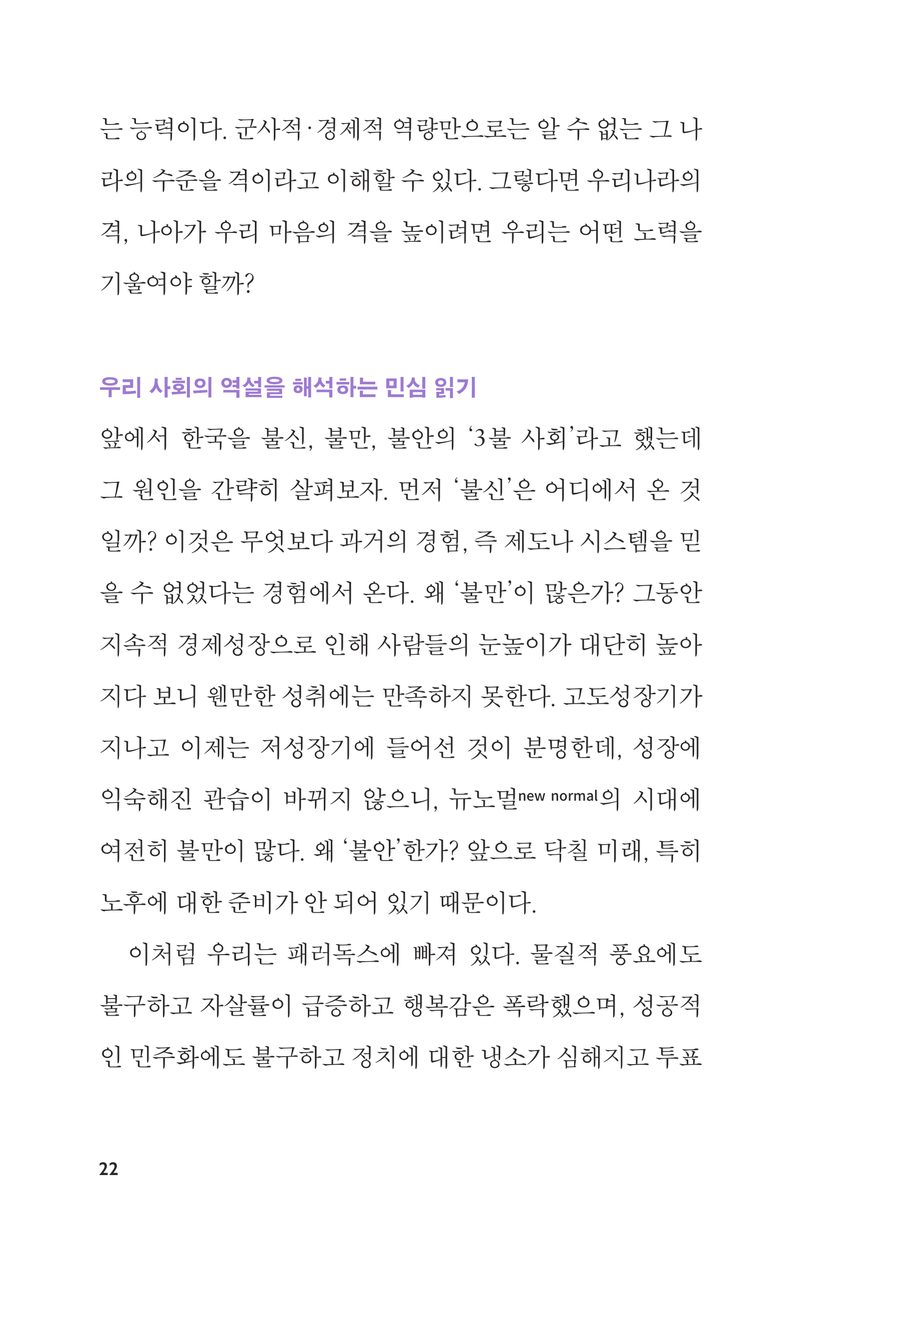 는 능력이다. 군사적·경제적 역량만으로는 알 수 없는 그 나
라의 수준을 격이라고 이해할 수 있다. 그렇다면 우리나라의
격, 나아가 우리 마음의 격을 높이려면 우리는 어떤 노력을
기울여야 할까?
우리 사회의 역설을 해석하는 민심 읽기
앞에서 한국을 불신, 불만, 불안의 ‘3불 사회’라고 했는데
그 원인을 간략히 살펴보자. 먼저 ‘불신’은 어디에서 온 것
일까? 이것은 무엇보다 과거의 경험, 즉 제도나 시스템을 믿
을 수 없었다는 경험에서 온다. 왜 ‘불만’이 많은가? 그동안
지속적 경제성장으로 인해 사람들의 눈높이가 대단히 높아
지다 보니 웬만한 성취에는 만족하지 못한다. 고도성장기가
지나고 이제는 저성장기에 들어선 것이 분명한데, 성장에
익숙해진 관습이 바뀌지 않으니, 뉴노멀new normal의 시대에
여전히 불만이 많다. 왜 ‘불안’한가? 앞으로 닥칠 미래, 특히
노후에 대한 준비가 안 되어 있기 때문이다.
이처럼 우리는 패러독스에 빠져 있다. 물질적 풍요에도
불구하고 자살률이 급증하고 행복감은 폭락했으며, 성공적
인 민주화에도 불구하고 정치에 대한 냉소가 심해지고 투표
22